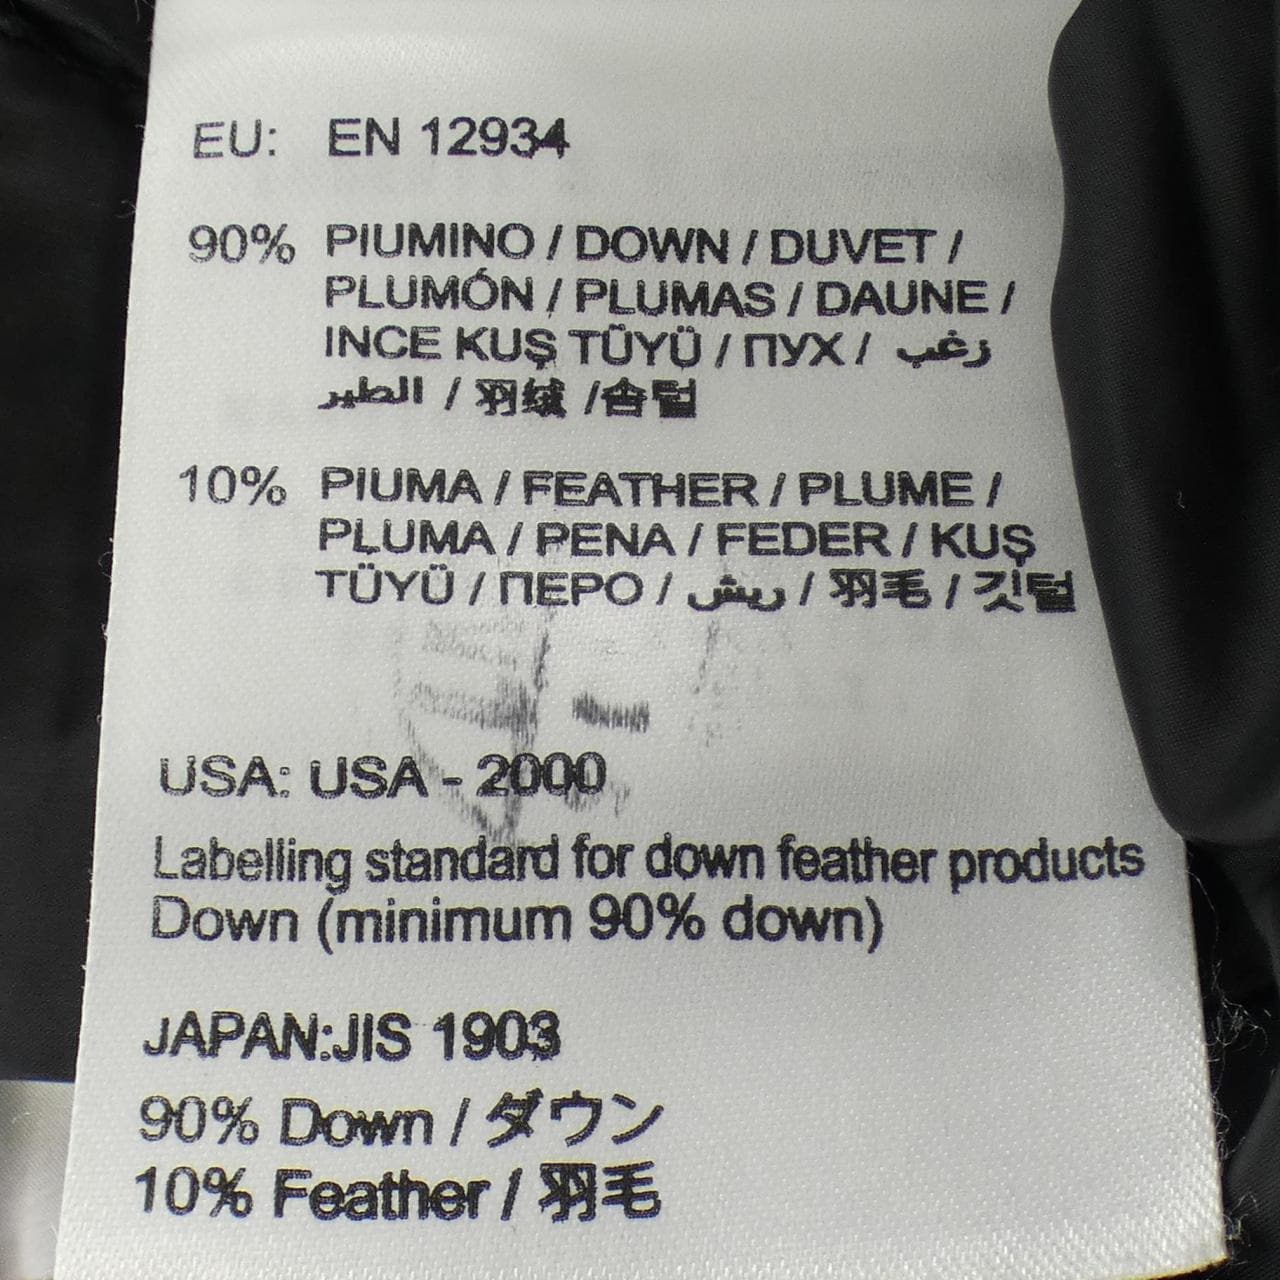 EU: EN 12934
90% PIUMINO / DOWN / DUVET /
PLUMÓN / PLUMAS / DAUNE /
INCE KUŞ TÜYÜ / ПУХ / زغب
الطير / 羽绒 /솜털
10% PIUMA / FEATHER / PLUME /
PLUMA / PENA / FEDER / KUŞ
TÜYÜ / ПЕРО / ريش / 羽毛 / 깃털
USA: USA - 2000
Labelling standard for down feather products
Down (minimum 90% down)
JAPAN:JIS 1903
90% Down / ダウン
10% Feather / 羽毛